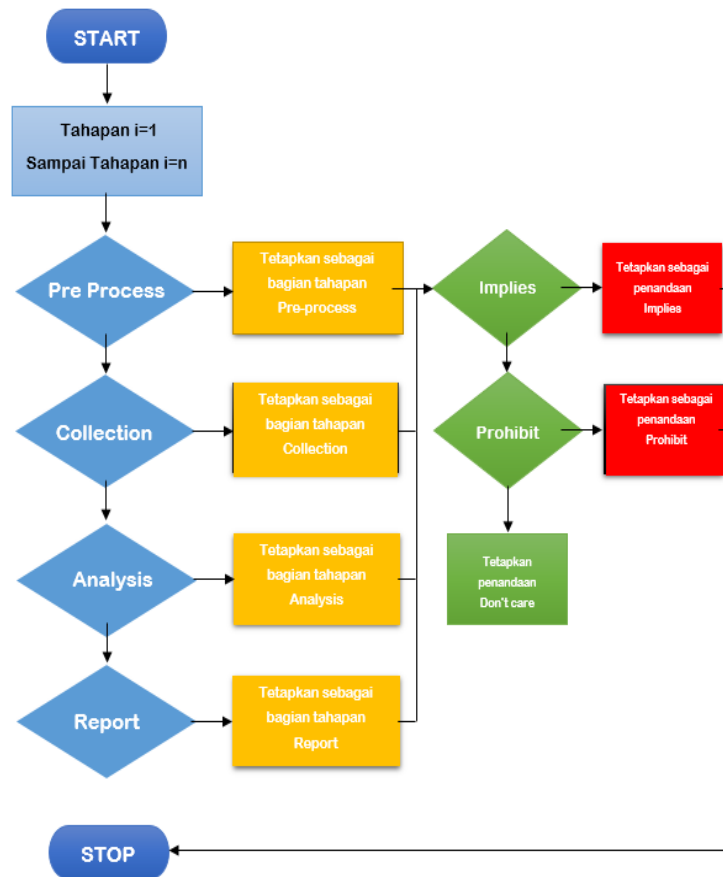 START
Tahapan i=1
Sampai Tahapan i=n
Pre Process
Tetapkan sebagai
bagian tahapan
Pre-process
Implies
Tetapkan sebagai
penandaan
Implies
Collection
Tetapkan sebagai
bagian tahapan
Collection
Prohibit
Tetapkan sebagai
penandaan
Prohibit
Analysis
Tetapkan sebagai
bagian tahapan
Analysis
Tetapkan
penandaan
Don't care
Report
Tetapkan sebagai
bagian tahapan
Report
STOP